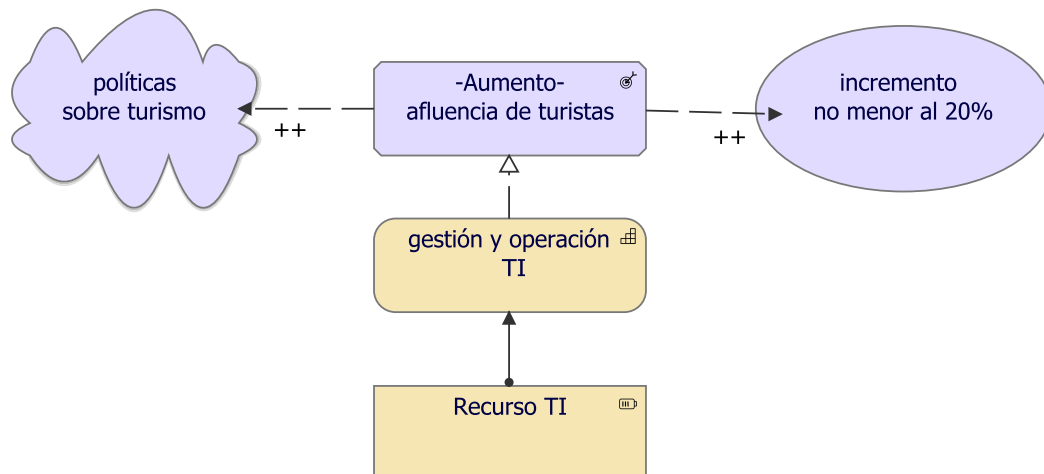 políticas
sobre turismo
++
-Aumento-
afluencia de turistas
++
incremento
no menor al 20%
gestión y operación
TI
Recurso TI